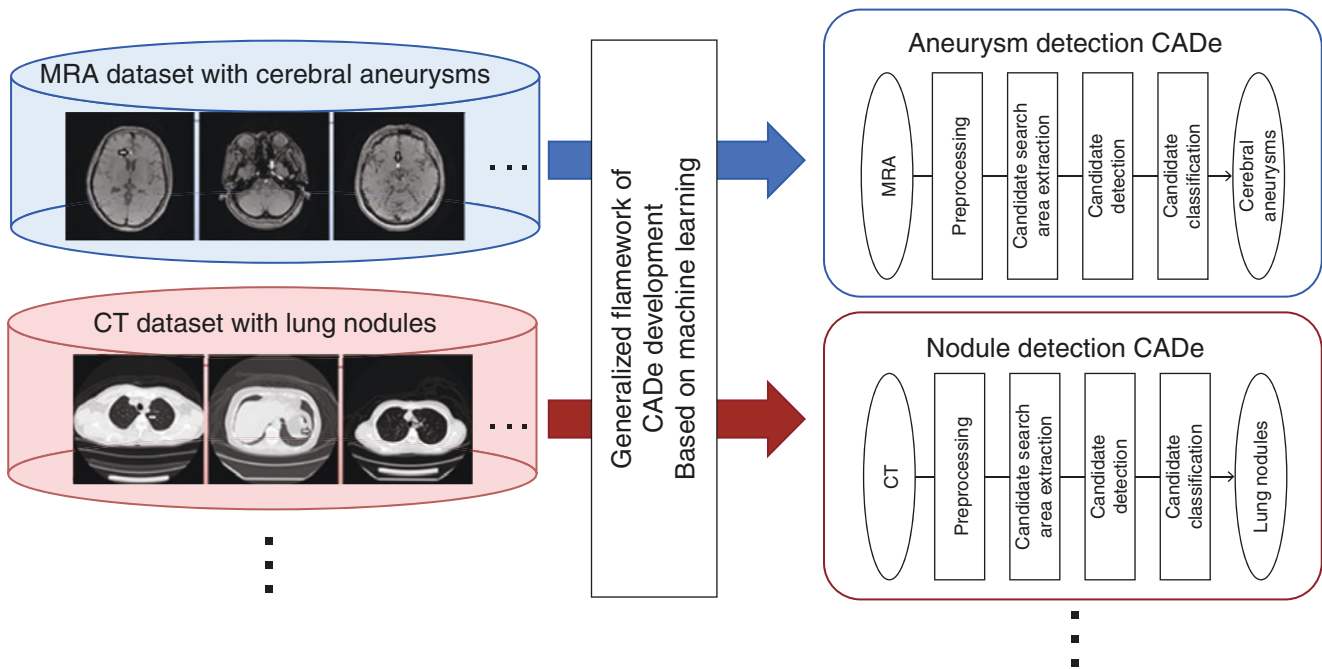 MRA dataset with cerebral aneurysms
CT dataset with lung nodules
Generalized flamework of
CADe development
Based on machine learning
Aneurysm detection CADe
MRA
Preprocessing
Candidate search
area extraction
Candidate
detection
Candidate
classification
Cerebral
aneurysms
Nodule detection CADe
CT
Preprocessing
Candidate search
area extraction
Candidate
detection
Candidate
classification
Lung nodules